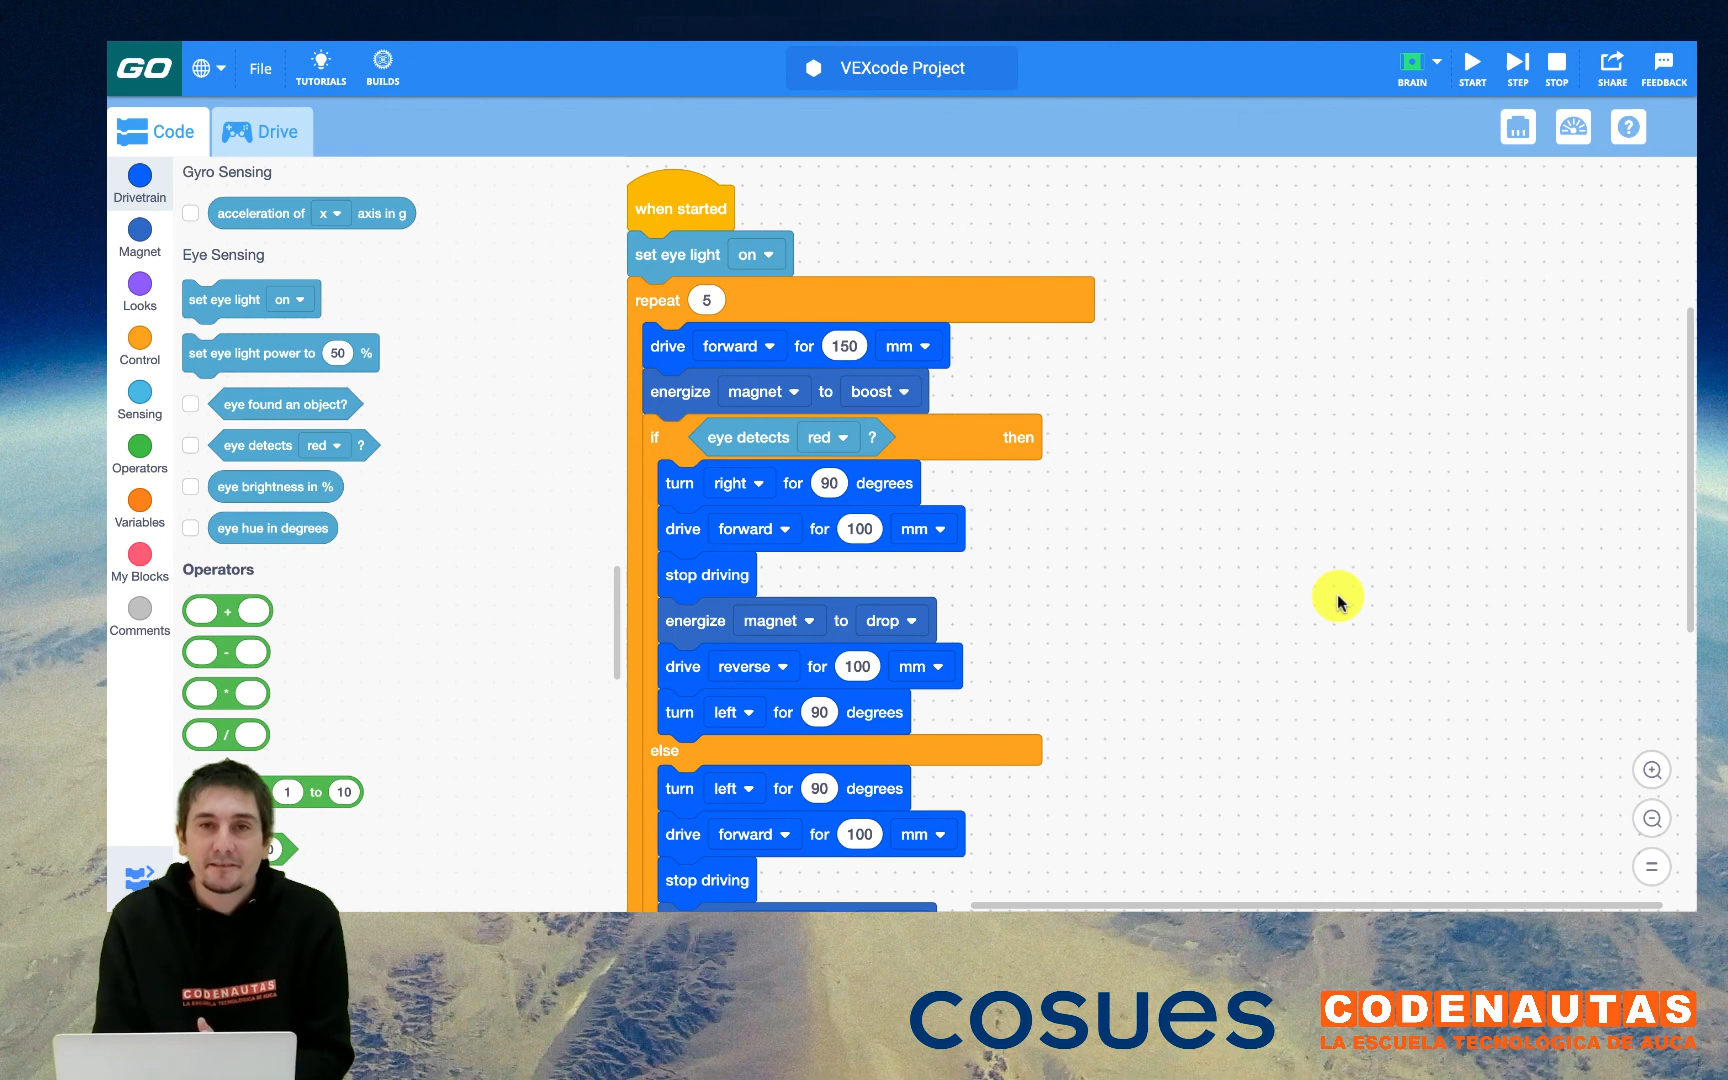 GO
File
TUTORIALS
BUILDS
VEXcode Project
BRAIN
START
STEP
STOP
SHARE
FEEDBACK
Code
Drive
Drivetrain
Magnet
Looks
Control
Sensing
Operators
Variables
My Blocks
Comments
Gyro Sensing
acceleration of x axis in g
Eye Sensing
set eye light on
set eye light power to 50 %
eye found an object?
eye detects red ?
eye brightness in %
eye hue in degrees
Operators
+
-
*
/
1 to 10
when started
set eye light on
repeat 5
drive forward for 150 mm
energize magnet to boost
if eye detects red ? then
turn right for 90 degrees
drive forward for 100 mm
stop driving
energize magnet to drop
drive reverse for 100 mm
turn left for 90 degrees
else
turn left for 90 degrees
drive forward for 100 mm
stop driving
CODENAUTAS
LA ESCUELA TECNOLÓGICA DE AUCA
cosues
CODENAUTAS
LA ESCUELA TECNOLÓGICA DE AUCA